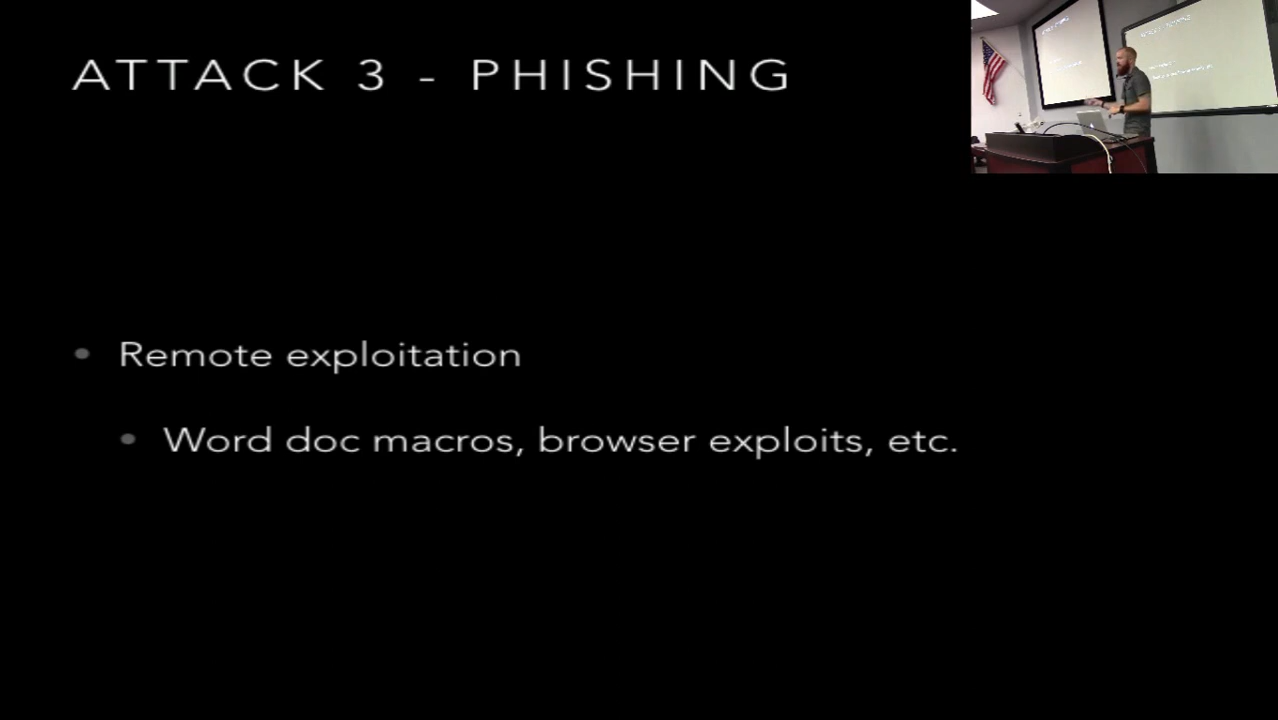 ATTACK 3 - PHISHING
Remote exploitation
Word doc macros, browser exploits, etc.